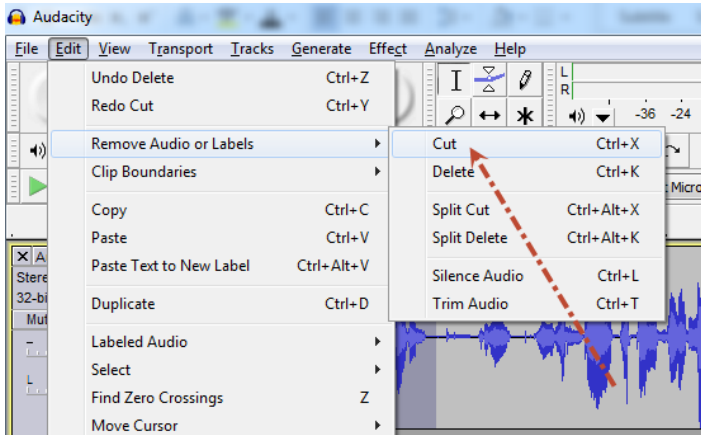 Audacity
File Edit View Transport Tracks Generate Effect Analyze Help
Undo Delete Ctrl+Z
Redo Cut Ctrl+Y
Remove Audio or Labels
Clip Boundaries
Copy Ctrl+C
Paste Ctrl+V
Paste Text to New Label Ctrl+Alt+V
Duplicate Ctrl+D
Labeled Audio
Select
Find Zero Crossings Z
Move Cursor
Cut Ctrl+X
Delete Ctrl+K
Split Cut Ctrl+Alt+X
Split Delete Ctrl+Alt+K
Silence Audio Ctrl+L
Trim Audio Ctrl+T
L
R
-36 -24
Micro
X A
Stere
32-bi
Mut
L